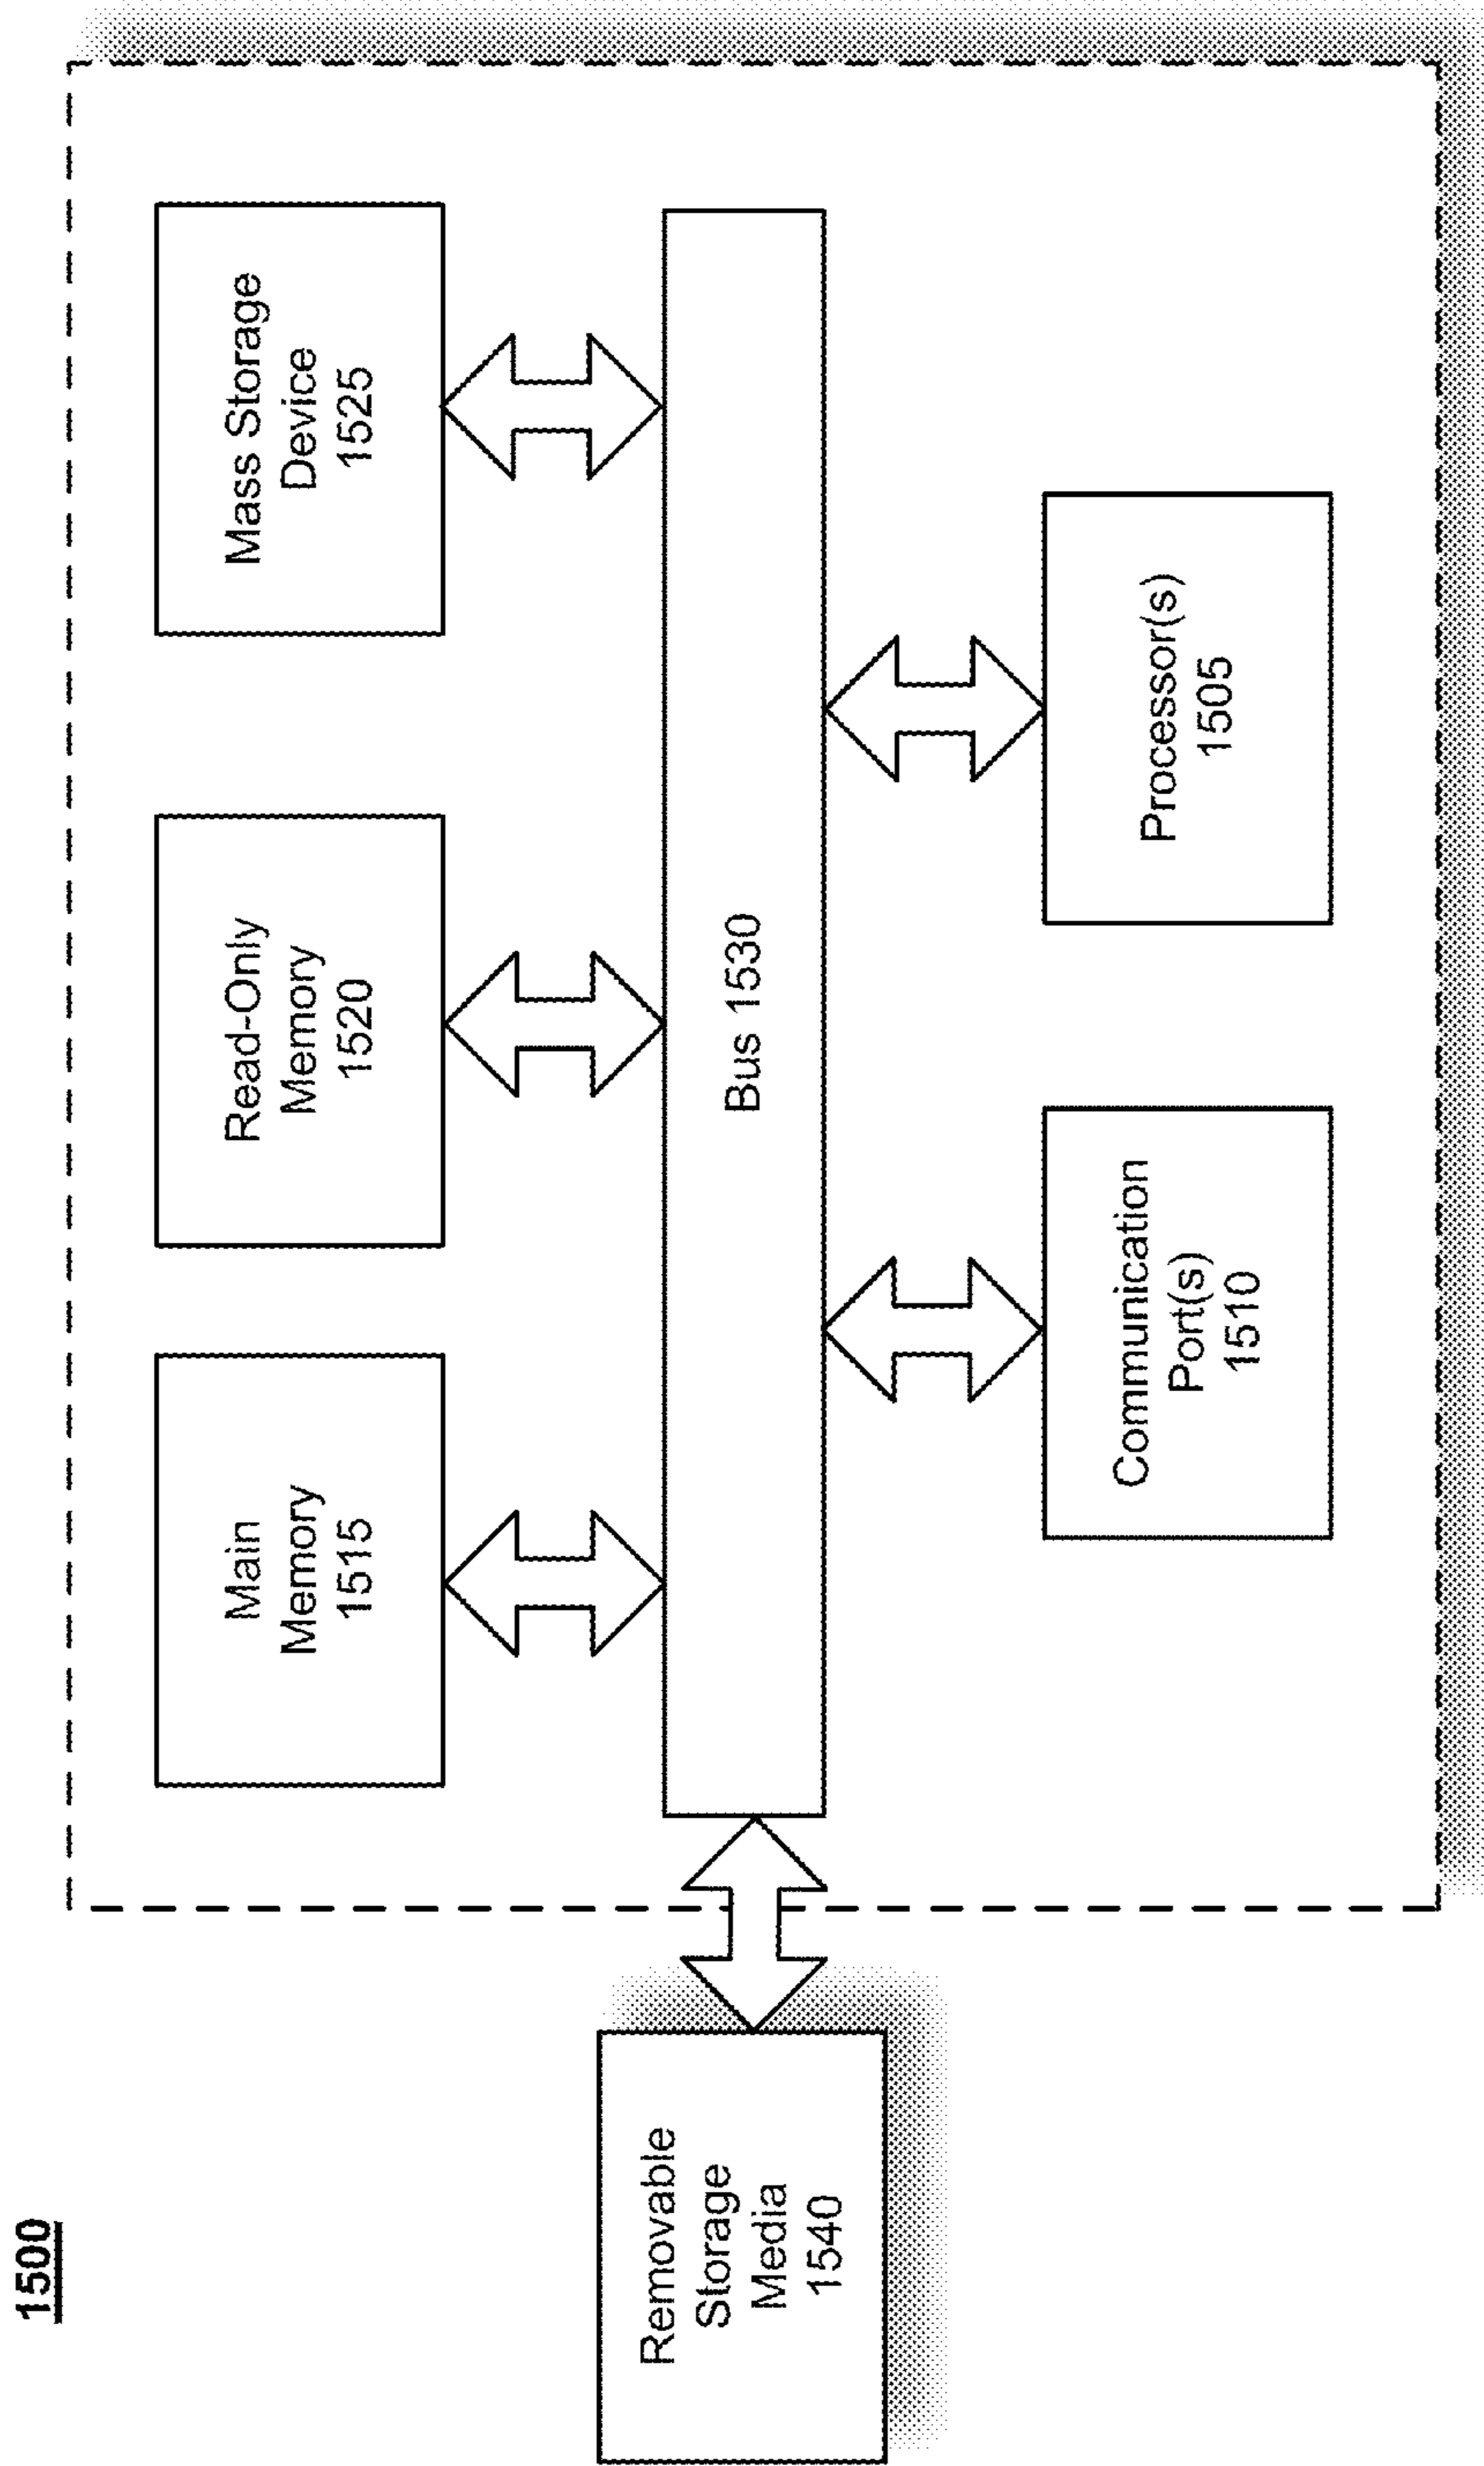 1500
Main
Memory
1515
Read-Only
Memory
1520
Mass Storage
Device
1525
Removable
Storage
Media
1540
Bus 1530
Communication
Port(s)
1510
Processor(s)
1505